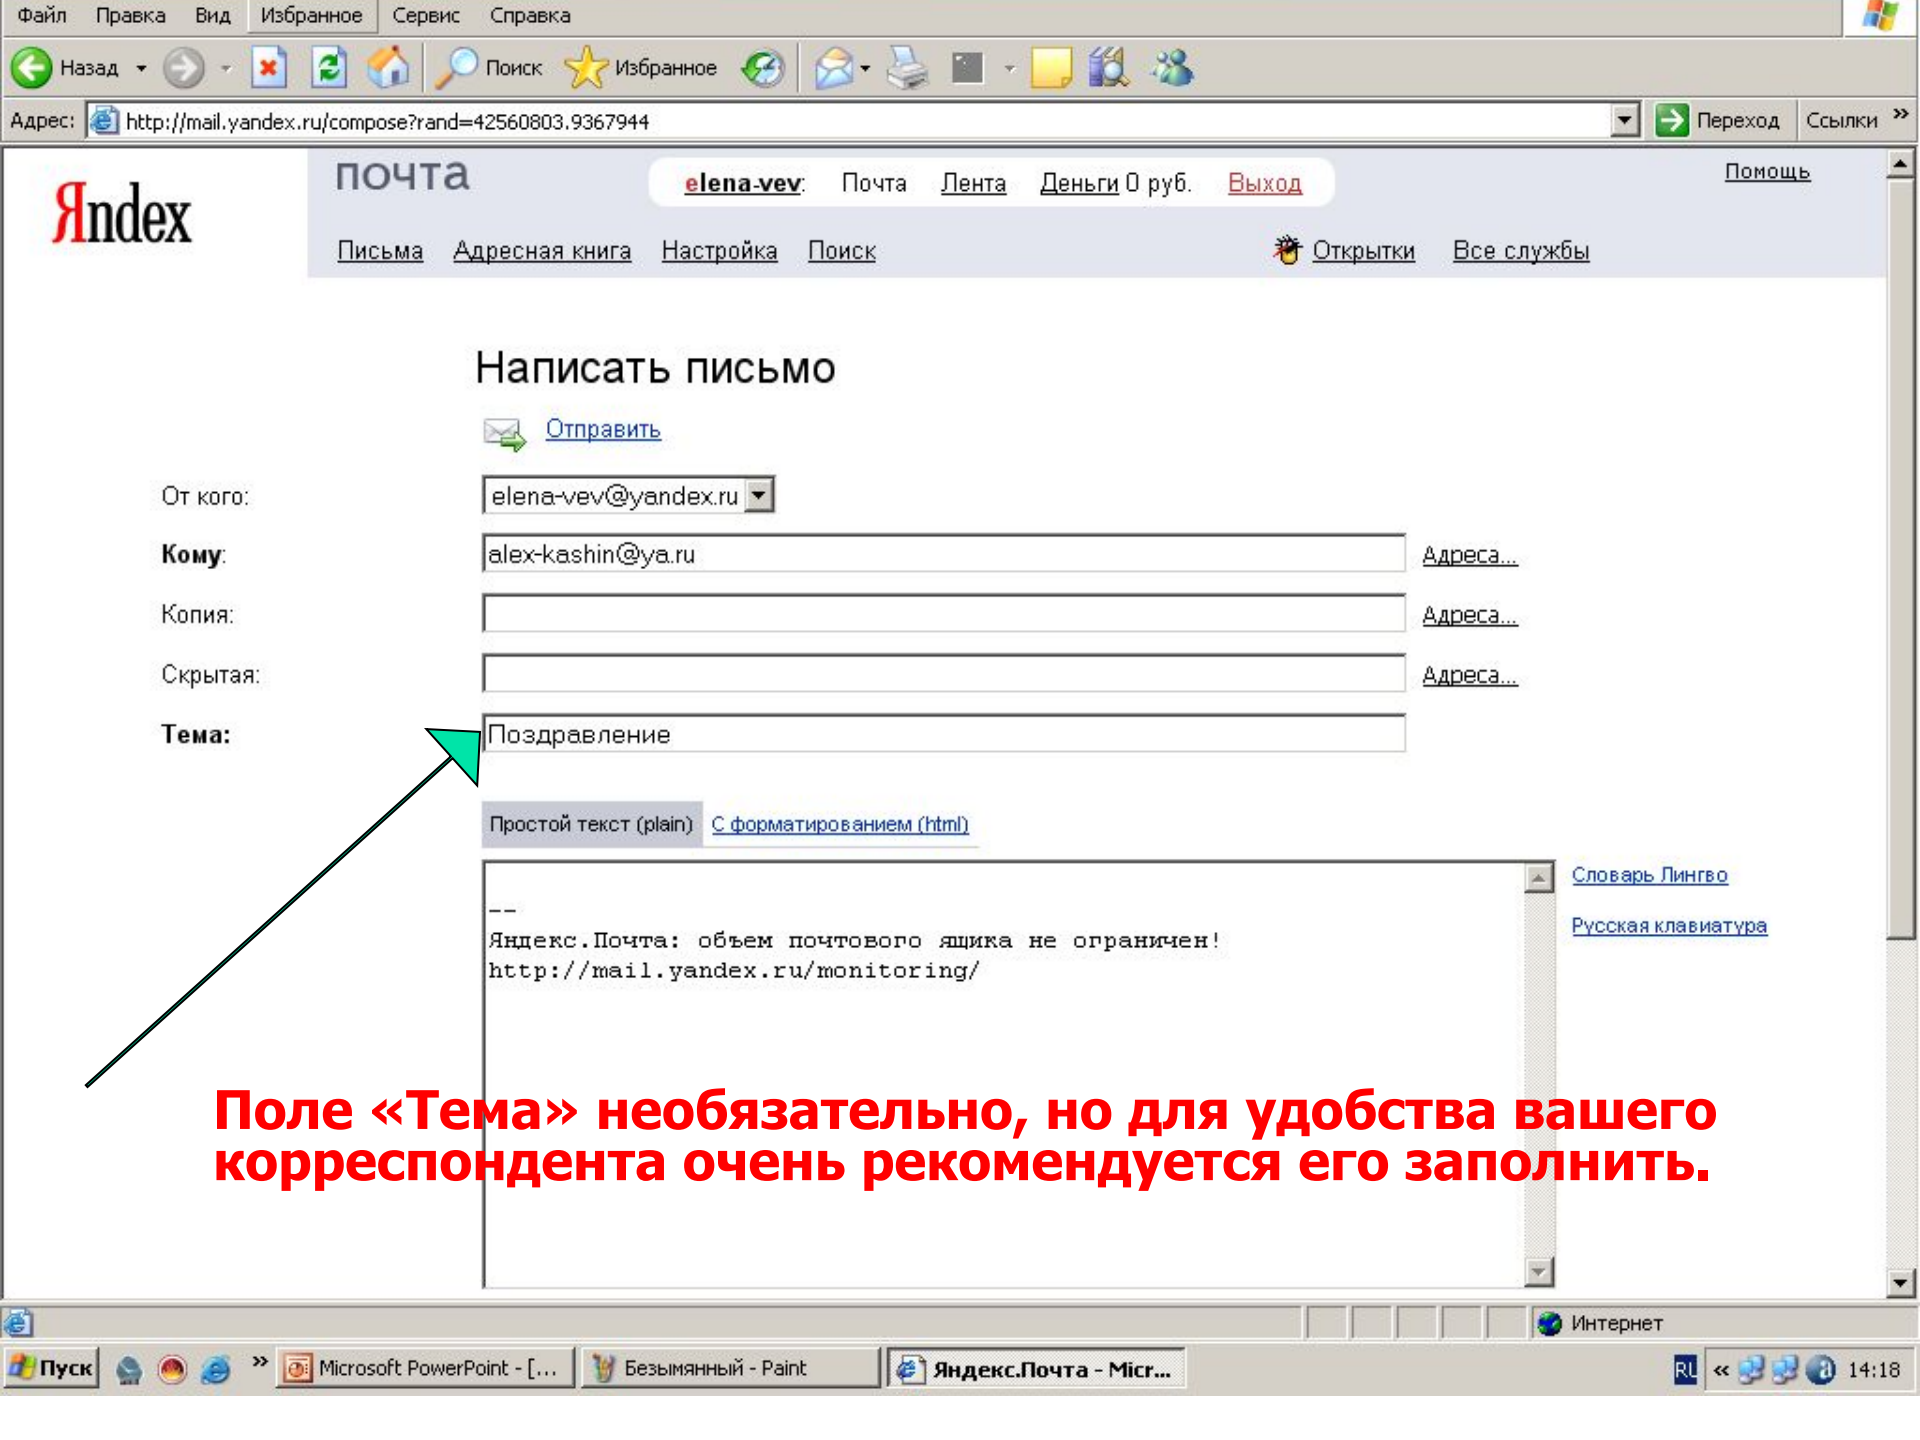 Файл Правка Вид Избранное Сервис Справка
Назад Поиск Избранное
Адрес: http://mail.yandex.ru/compose?rand=42560803.9367944 Переход Ссылки »
Яndex почта elena-vev: Почта Лента Деньги 0 руб. Выход Помощь
Письма Адресная книга Настройка Поиск Открытки Все службы
Написать письмо
Отправить
От кого: elena-vev@yandex.ru
Кому: alex-kashin@ya.ru Адреса...
Копия: Адреса...
Скрытая: Адреса...
Тема: Поздравление
Простой текст (plain) С форматированием (html)
Словарь Лингво
--
Яндекс.Почта: объем почтового ящика не ограничен!
Русская клавиатура
http://mail.yandex.ru/monitoring/
Поле «Тема» необязательно, но для удобства вашего
корреспондента очень рекомендуется его заполнить.
Интернет
Пуск » Microsoft PowerPoint - [... Безымянный - Paint Яндекс.Почта - Micr... RU « 14:18